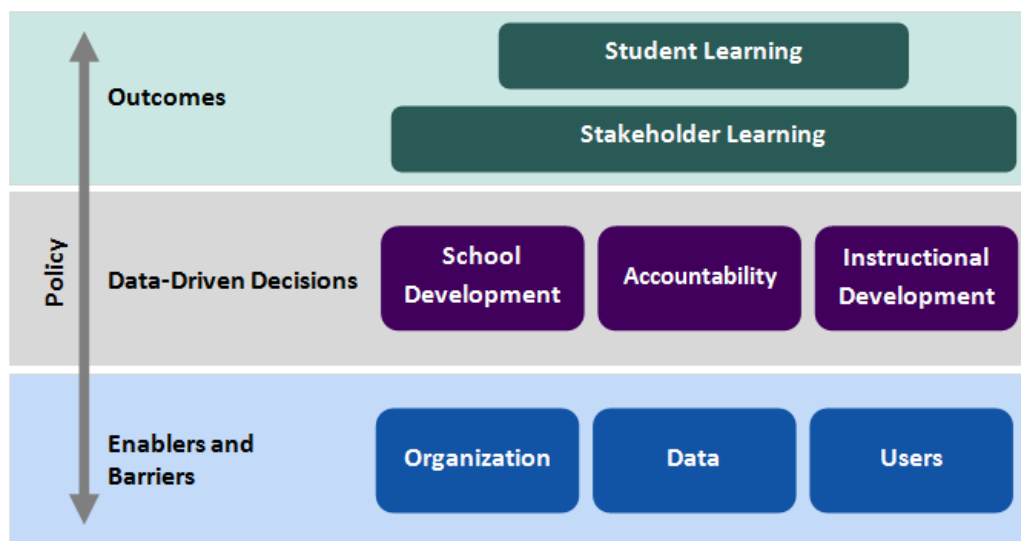 Student Learning
Outcomes
Stakeholder Learning
Policy
Data-Driven Decisions
School
Development
Accountability
Instructional
Development
Enablers and
Barriers
Organization
Data
Users